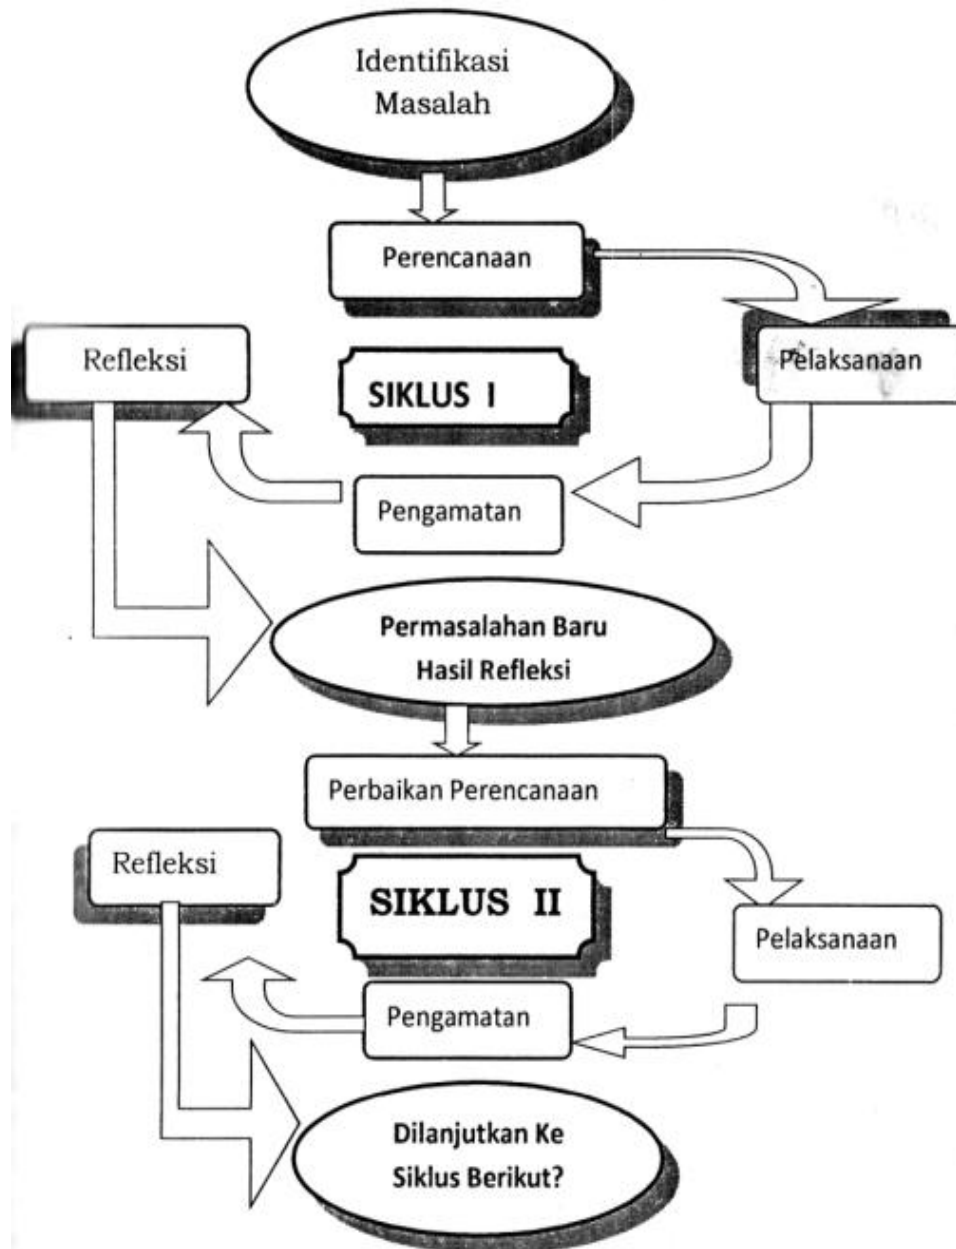 Identifikasi
Masalah
Perencanaan
Pelaksanaan
Refleksi
SIKLUS I
Pengamatan
Permasalahan Baru
Hasil Refleksi
Perbaikan Perencanaan
Refleksi
SIKLUS II
Pelaksanaan
Pengamatan
Dilanjutkan Ke
Siklus Berikut?